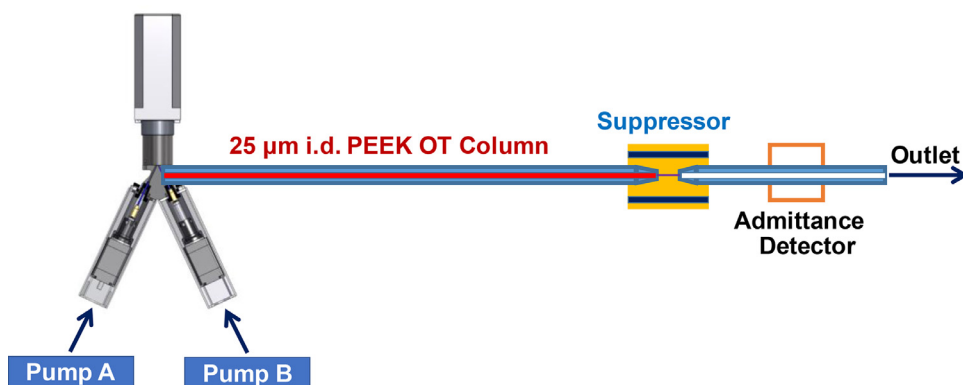 25 µm i.d. PEEK OT Column
Suppressor
Outlet
Admittance
Detector
Pump A
Pump B